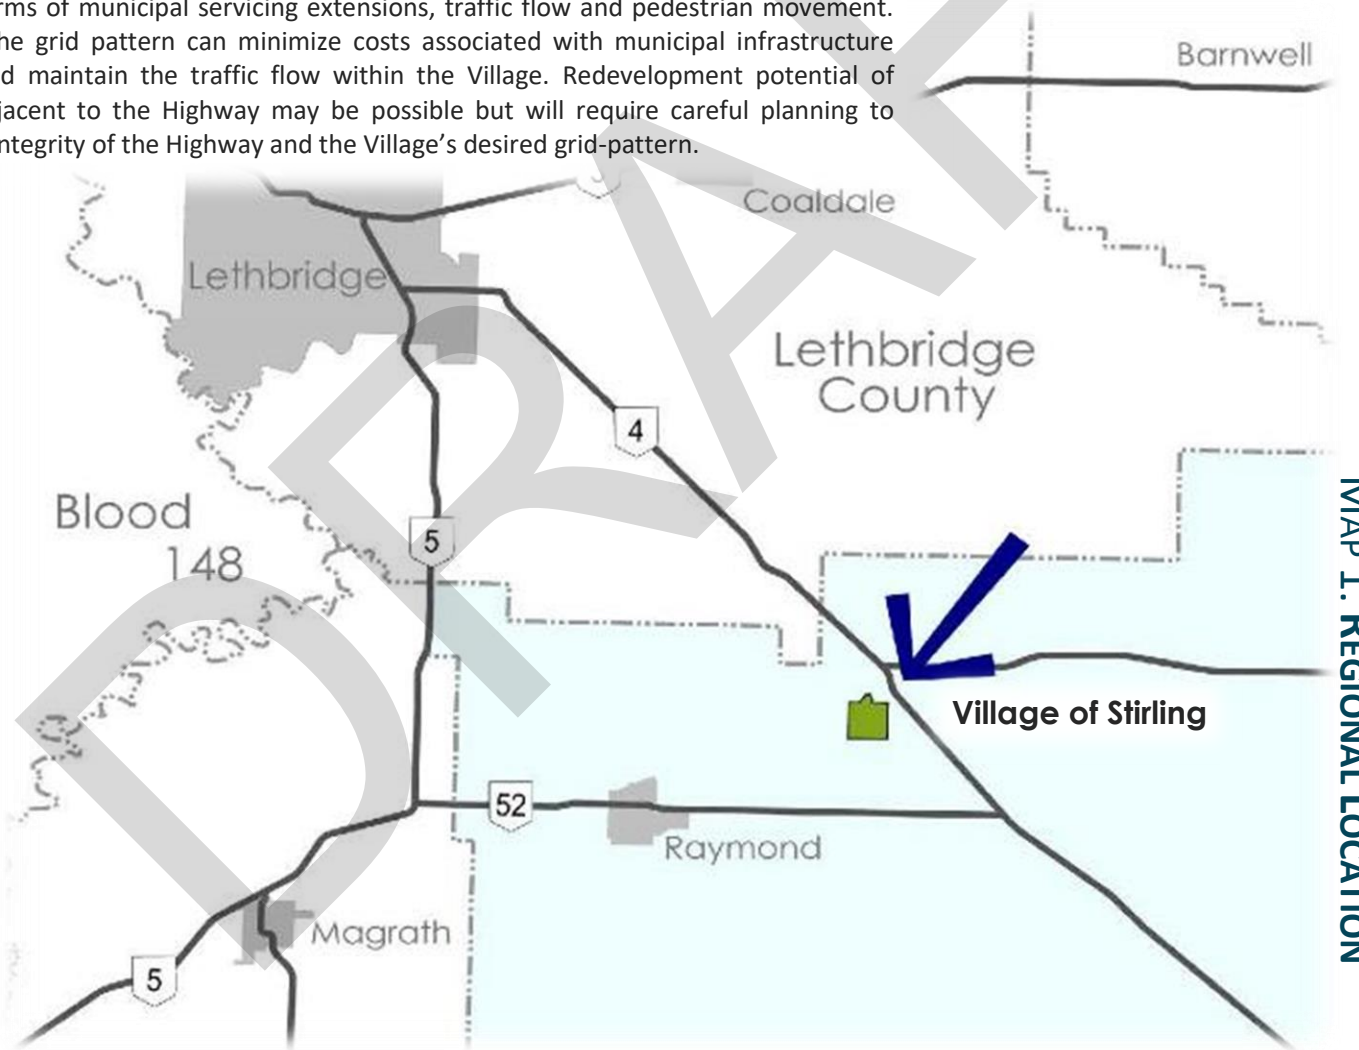 rms of municipal servicing extensions, traffic flow and pedestrian movement.
he grid pattern can minimize costs associated with municipal infrastructure
d maintain the traffic flow within the Village. Redevelopment potential of
jacent to the Highway may be possible but will require careful planning to
ntegrity of the Highway and the Village's desired grid-pattern.
Barnwell
Coaldale
Lethbridge
Lethbridge
County
4
Blood
148
5
Village of Stirling
52
Raymond
Magrath
5
MAP 1. REGIONAL LOCATION
DRAF